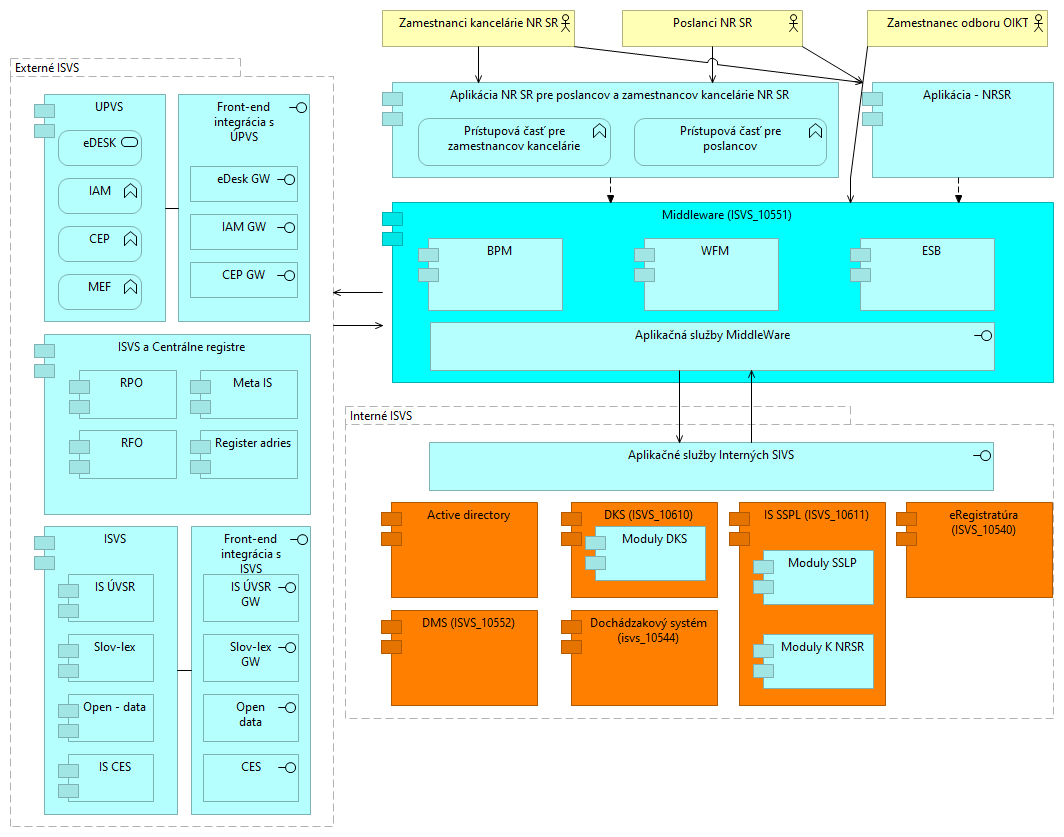 Zamestnanci kancelárie NR SR
Poslanci NR SR
Zamestnanec odboru OIKT
Externé ISVS
UPVS
eDESK
IAM
CEP
MEF
Front-end
integrácia s
ÚPVS
eDesk GW
IAM GW
CEP GW
Aplikácia NR SR pre poslancov a zamestnancov kancelárie NR SR
Prístupová časť pre
zamestnancov kancelárie
Prístupová časť pre
poslancov
Aplikácia - NRSR
Middleware (ISVS_10551)
BPM
WFM
ESB
Aplikačná služby MiddleWare
ISVS a Centrálne registre
RPO
Meta IS
RFO
Register adries
Interné ISVS
Aplikačné služby Interných SIVS
Active directory
DKS (ISVS_10610)
Moduly DKS
IS SSPL (ISVS_10611)
Moduly SSLP
Moduly K NRSR
eRegistratúra
(ISVS_10540)
DMS (ISVS_10552)
Dochádzakový systém
(isvs_10544)
ISVS
IS ÚVSR
Slov-lex
Open - data
IS CES
Front-end
integrácia s
ISVS
IS ÚVSR
GW
Slov-lex
GW
Open
data
CES